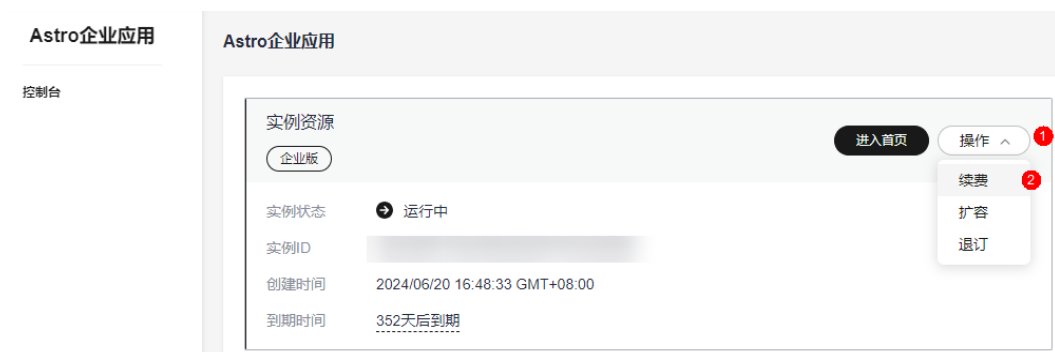 Astro企业应用
控制台
Astro企业应用
实例资源
企业版
进入首页
操作
1
续费
2
扩容
退订
实例状态 运行中
实例ID
创建时间 2024/06/20 16:48:33 GMT+08:00
到期时间 352天后到期